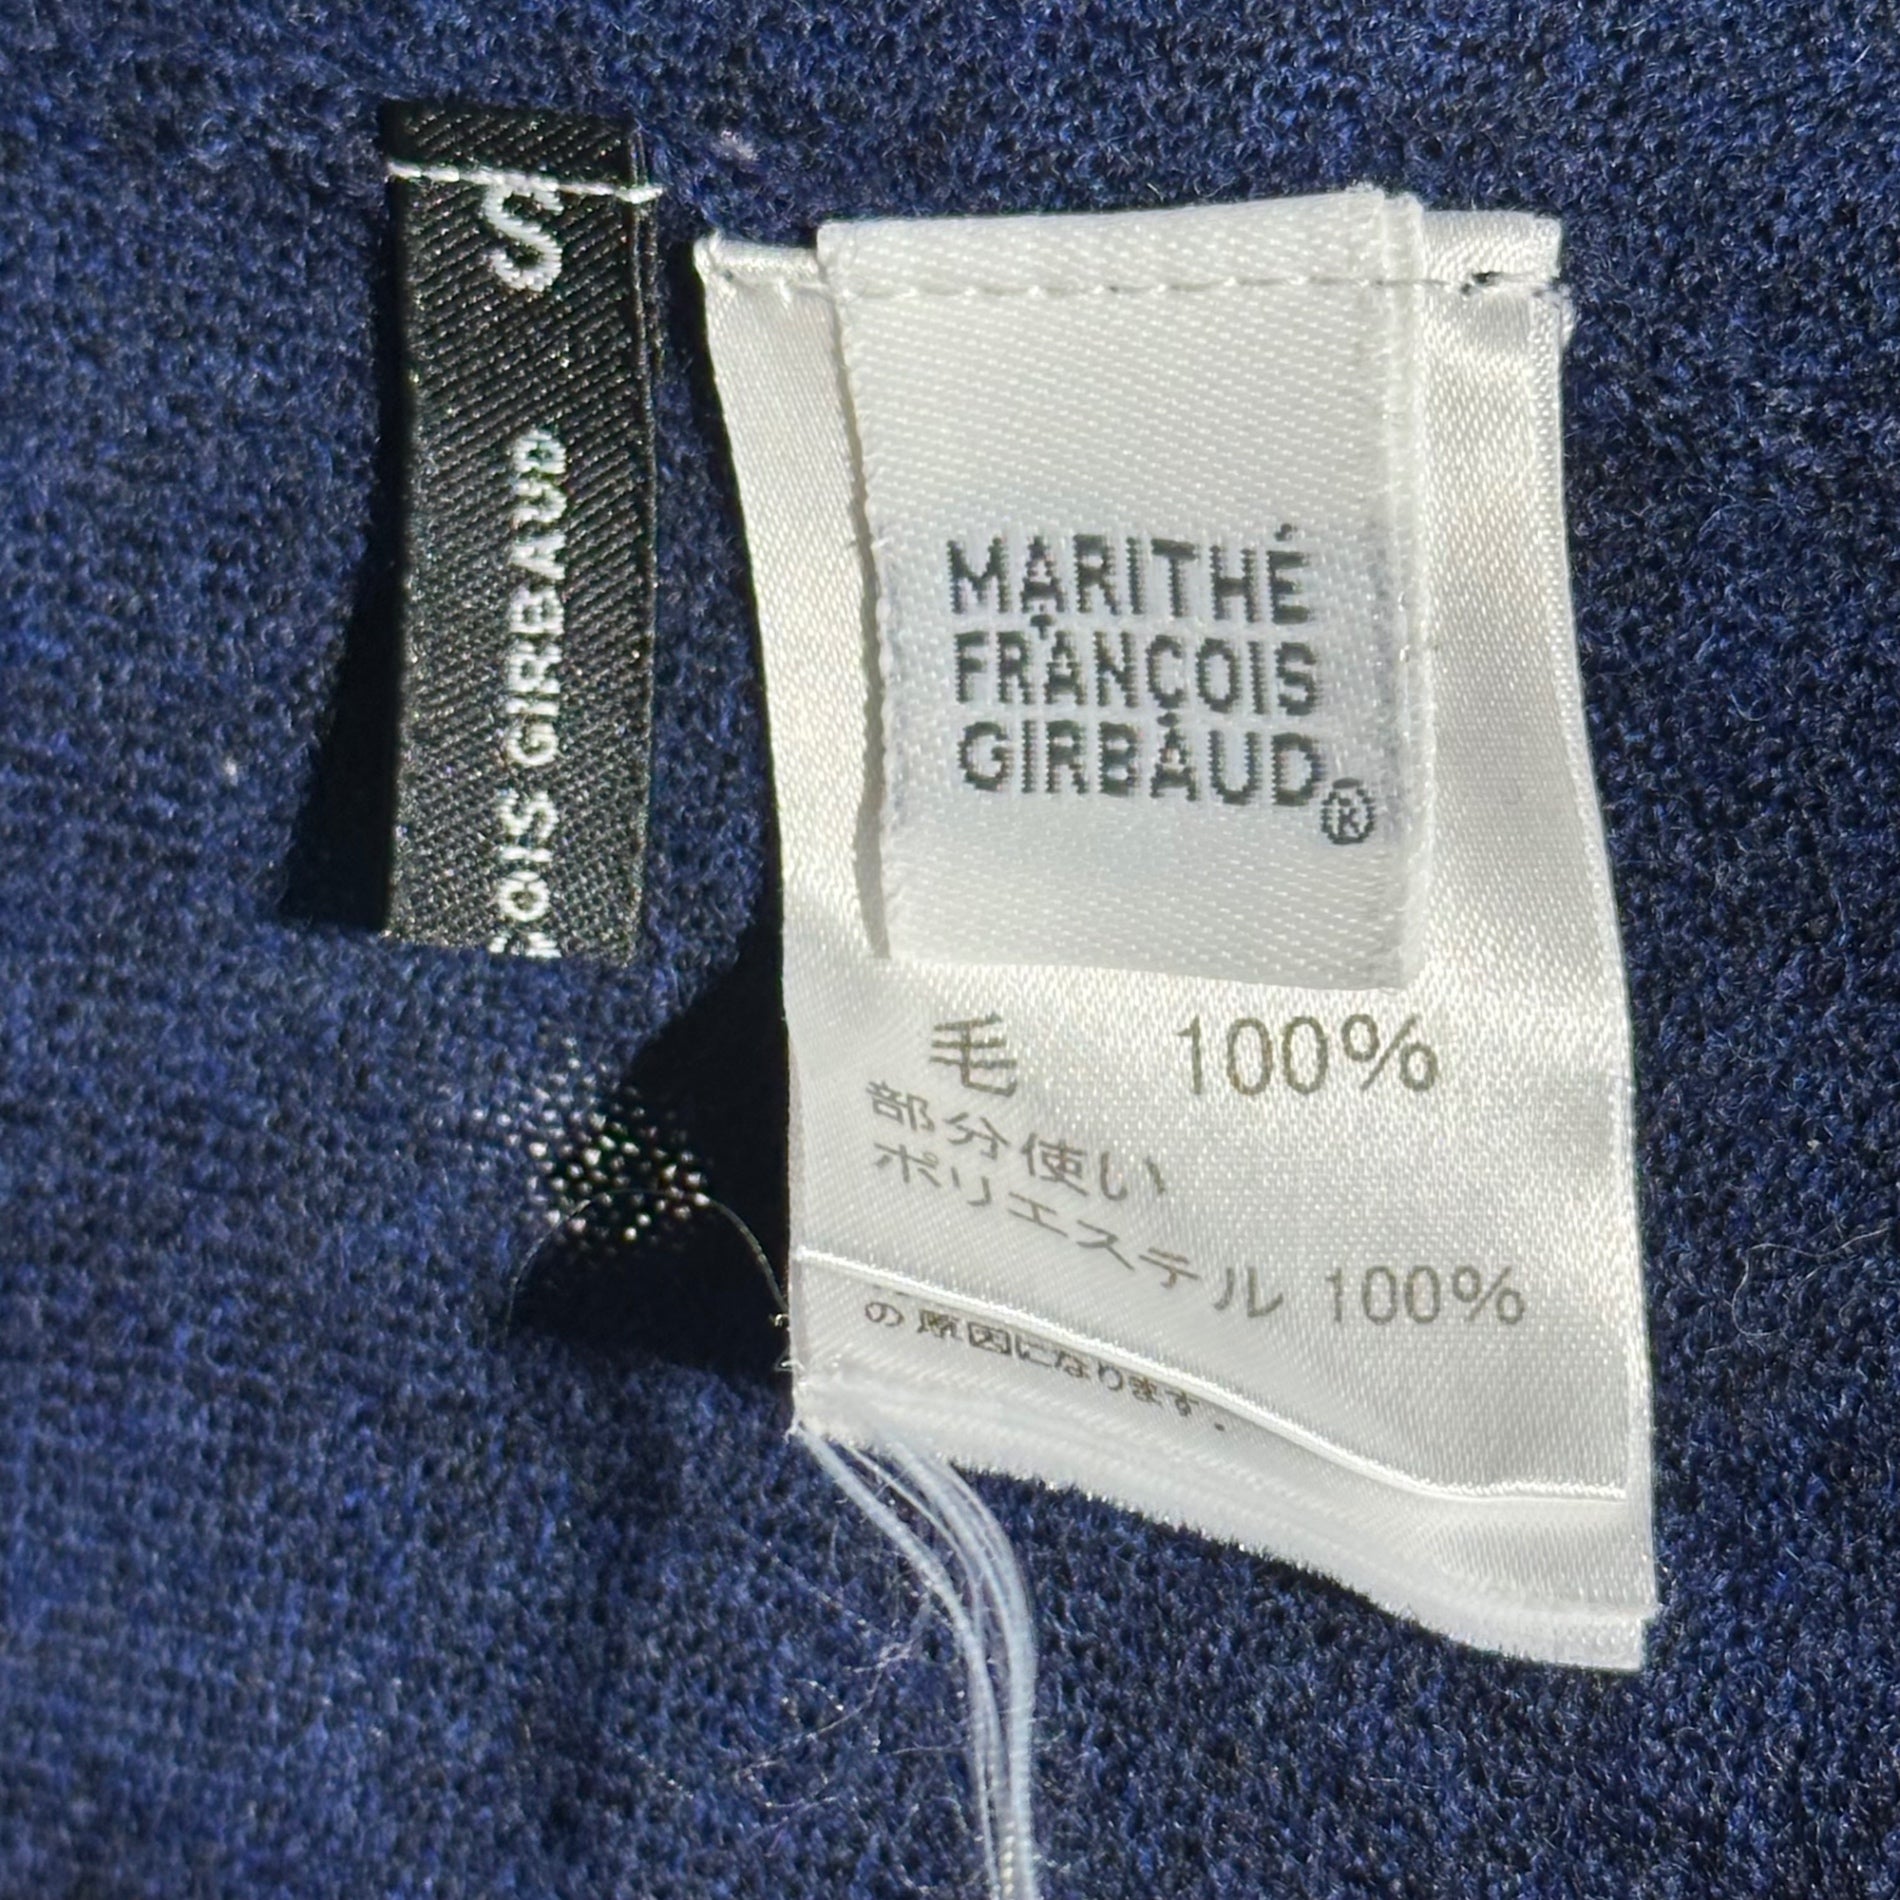 S
ÇOIS GIRBAUD
MARITHÉ
+
FRANÇOIS
GIRBAUD®
毛 100%
部分使い
ポリエステル 100%
の原因になります.